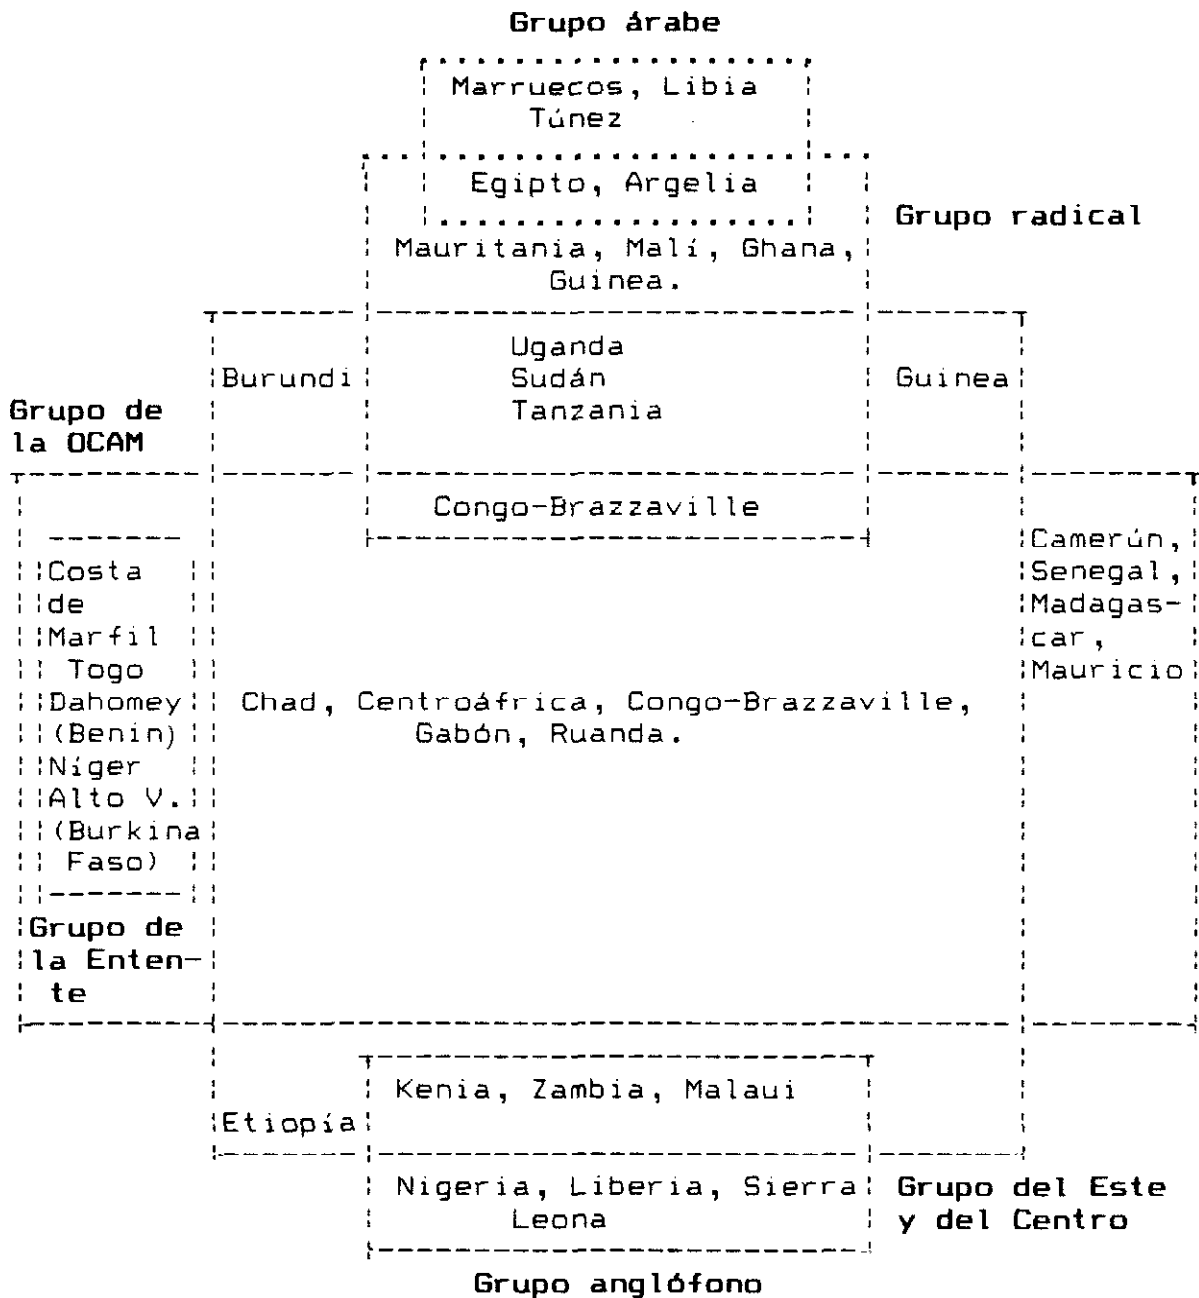 Grupo árabe
Marruecos, Libia
Túnez
Egipto, Argelia
Grupo radical
Mauritania, Malí, Ghana,
Guinea.
Uganda
Burundi Sudán Guinea
Tanzania
Grupo de
la OCAM
Congo-Brazzaville
Costa
de
Marfil
Togo
Dahomey
(Benin)
Níger
Alto V.
(Burkina
Faso)
Grupo de
la Enten-
te
Chad, Centroáfrica, Congo-Brazzaville,
Gabón, Ruanda.
Camerún,
Senegal,
Madagas-
car,
Mauricio
Kenia, Zambia, Malaui
Etiopía
Nigeria, Liberia, Sierra
Leona
Grupo del Este
y del Centro
Grupo anglófono